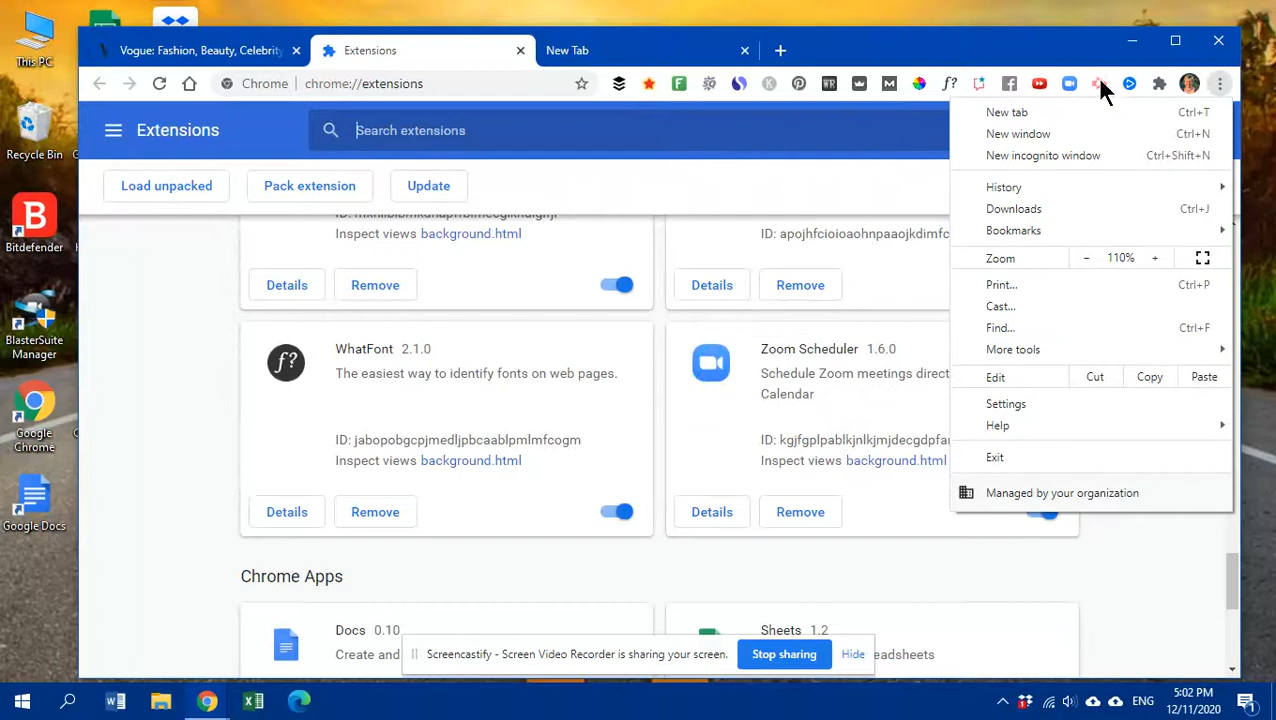 This PC
Recycle Bin
Bitdefender
BlasterSuite
Manager
Google
Chrome
Google Docs
Vogue: Fashion, Beauty, Celebrity
Extensions
New Tab
Chrome
chrome://extensions
Extensions
Search extensions
Load unpacked
Pack extension
Update
Inspect views background.html
Details
Remove
Details
Remove
WhatFont 2.1.0
The easiest way to identify fonts on web pages.
ID: jabopobgcpjmedljpbcaablpmlmfcogm
Inspect views background.html
Details
Remove
Zoom Scheduler 1.6.0
Schedule Zoom meetings direct
Calendar
ID: kgjfgplpablkjnlkjmjdecgdpfan
Inspect views background.html
Details
Remove
Chrome Apps
Docs 0.10
Create and
Sheets 1.2
eadsheets
Screencastify - Screen Video Recorder is sharing your screen.
Stop sharing
Hide
New tab Ctrl+T
New window Ctrl+N
New incognito window Ctrl+Shift+N
History
Downloads Ctrl+J
Bookmarks
Zoom - 110% +
Print... Ctrl+P
Cast...
Find... Ctrl+F
More tools
Edit Cut Copy Paste
Settings
Help
Exit
Managed by your organization
ENG
5:02 PM
12/11/2020